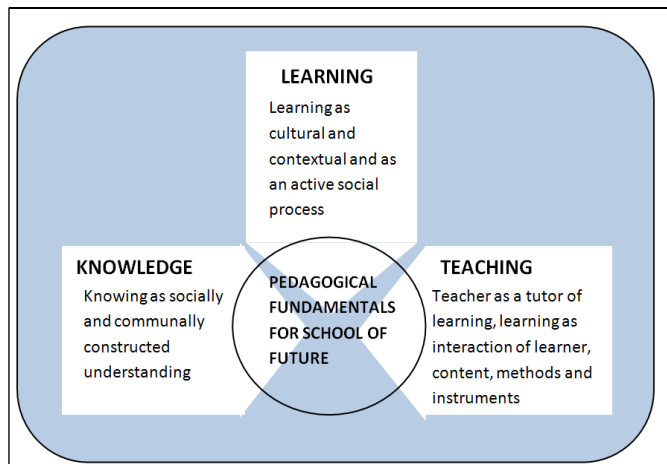 LEARNING
Learning as
cultural and
contextual and as
an active social
process
KNOWLEDGE
Knowing as socially
and communally
constructed
understanding
PEDAGOGICAL
FUNDAMENTALS
FOR SCHOOL OF
FUTURE
TEACHING
Teacher as a tutor of
learning, learning as
interaction of learner,
content, methods and
instruments